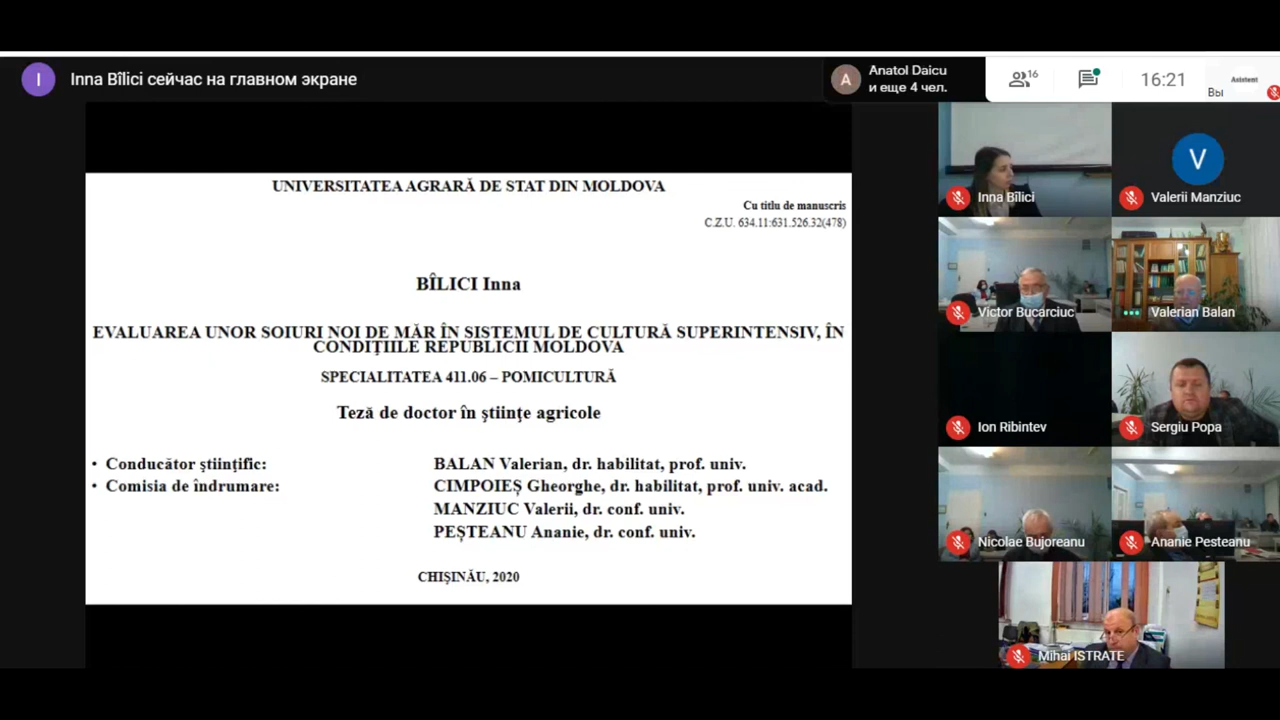 I
Inna Bîlici сейчас на главном экране
A
Anatol Daicu
и еще 4 чел.
16
16:21
Вы
Asistent
UNIVERSITATEA AGRARĂ DE STAT DIN MOLDOVA
Cu titlu de manuscris
C.Z.U. 634.11:631.526.32(478)
BÎLICI Inna
EVALUAREA UNOR SOIURI NOI DE MĂR ÎN SISTEMUL DE CULTURĂ SUPERINTENSIV, ÎN
CONDIȚIILE REPUBLICII MOLDOVA
SPECIALITATEA 411.06 – POMICULTURĂ
Teză de doctor în ştiinţe agricole
• Conducător ştiinţific: BALAN Valerian, dr. habilitat, prof. univ.
• Comisia de îndrumare: CIMPOIEȘ Gheorghe, dr. habilitat, prof. univ. acad.
MANZIUC Valerii, dr. conf. univ.
PEȘTEANU Ananie, dr. conf. univ.
CHIŞINĂU, 2020
Inna Bîlici
V
Valerii Manziuc
Victor Bucarciuc
Valerian Balan
Ion Ribintev
Sergiu Popa
Nicolae Bujoreanu
Ananie Pesteanu
Mihai ISTRATE